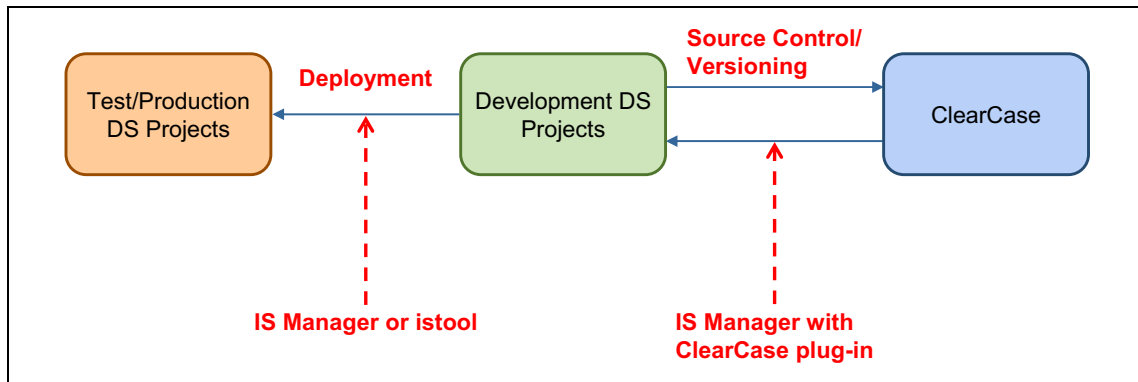 Source Control/
Versioning
Deployment
Test/Production
DS Projects
Development DS
Projects
ClearCase
IS Manager or istool
IS Manager with
ClearCase plug-in